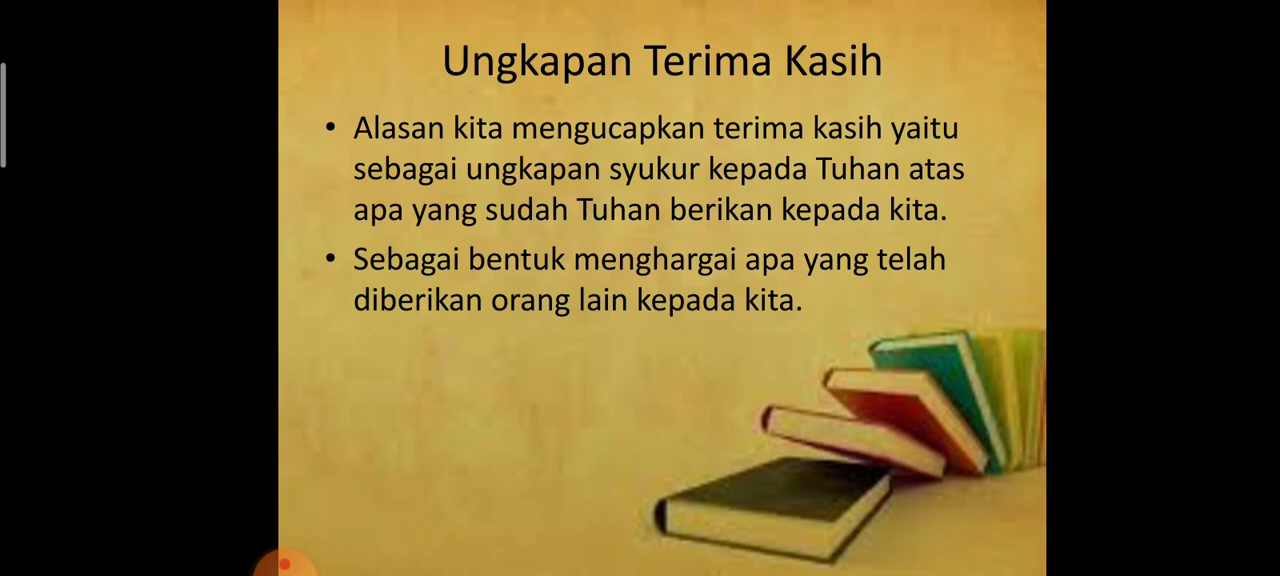 Ungkapan Terima Kasih
• Alasan kita mengucapkan terima kasih yaitu
sebagai ungkapan syukur kepada Tuhan atas
apa yang sudah Tuhan berikan kepada kita.
• Sebagai bentuk menghargai apa yang telah
diberikan orang lain kepada kita.